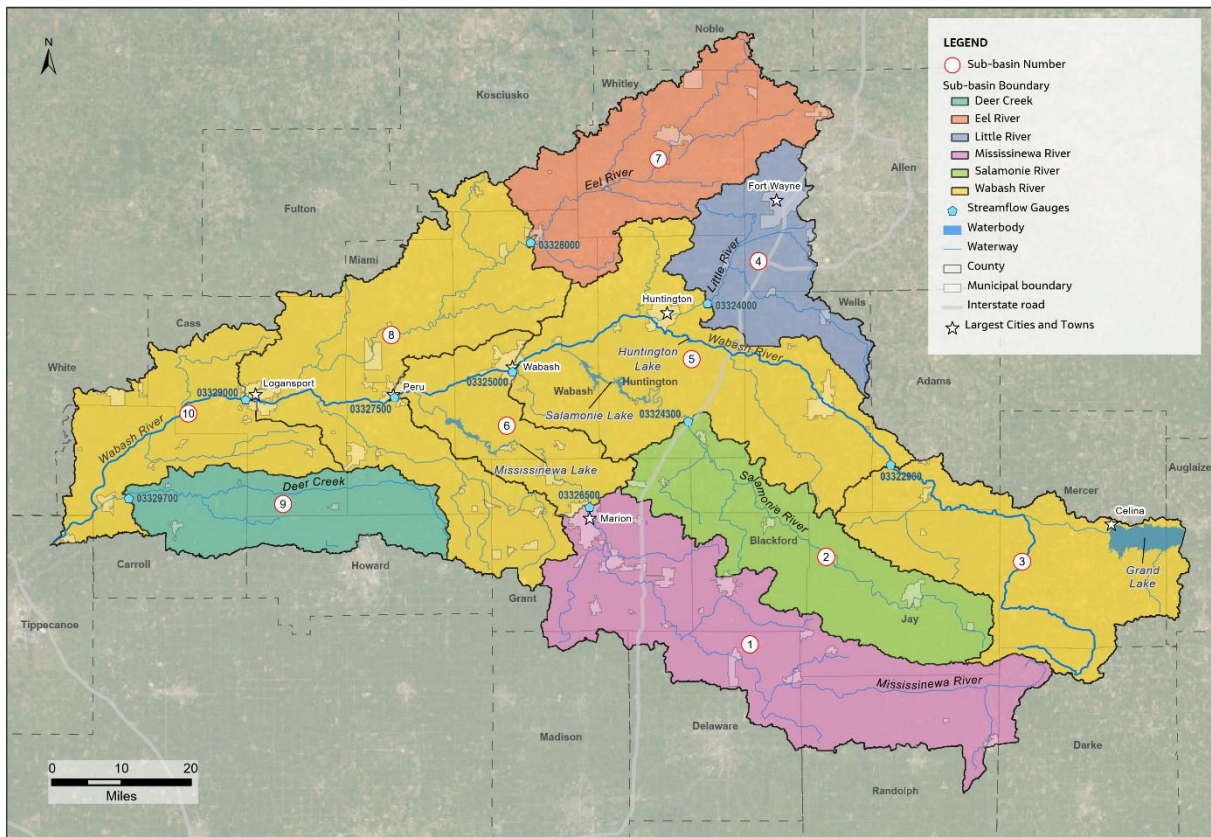 Noble
Whitley
Kosciusko
N
7
Allen
Eel River
Fort Wayne
Fulton
03328000
Little River
4
Miami
Huntington
03324000
Wells
Cass
8
Huntington
Lake
Wabash River
5
White
Wabash
03325000
Adams
Logansport
03329000
Peru
03327500
Wabash
Huntington
Salamonie Lake
10
Wabash River
03324300
6
Mississinewa Lake
03322900
Auglaize
Mercer
Deer Creek
9
03329700
03326500
Marion
Salamonie River
Celina
Blackford
2
3
Grand
Lake
Carroll
Howard
Grant
Jay
Tippecanoe
1
Mississinewa River
Madison
Delaware
Darke
Randolph
0 10 20
Miles
LEGEND
Sub-basin Number
Sub-basin Boundary
Deer Creek
Eel River
Little River
Mississinewa River
Salamonie River
Wabash River
Streamflow Gauges
Waterbody
Waterway
County
Municipal boundary
Interstate road
Largest Cities and Towns